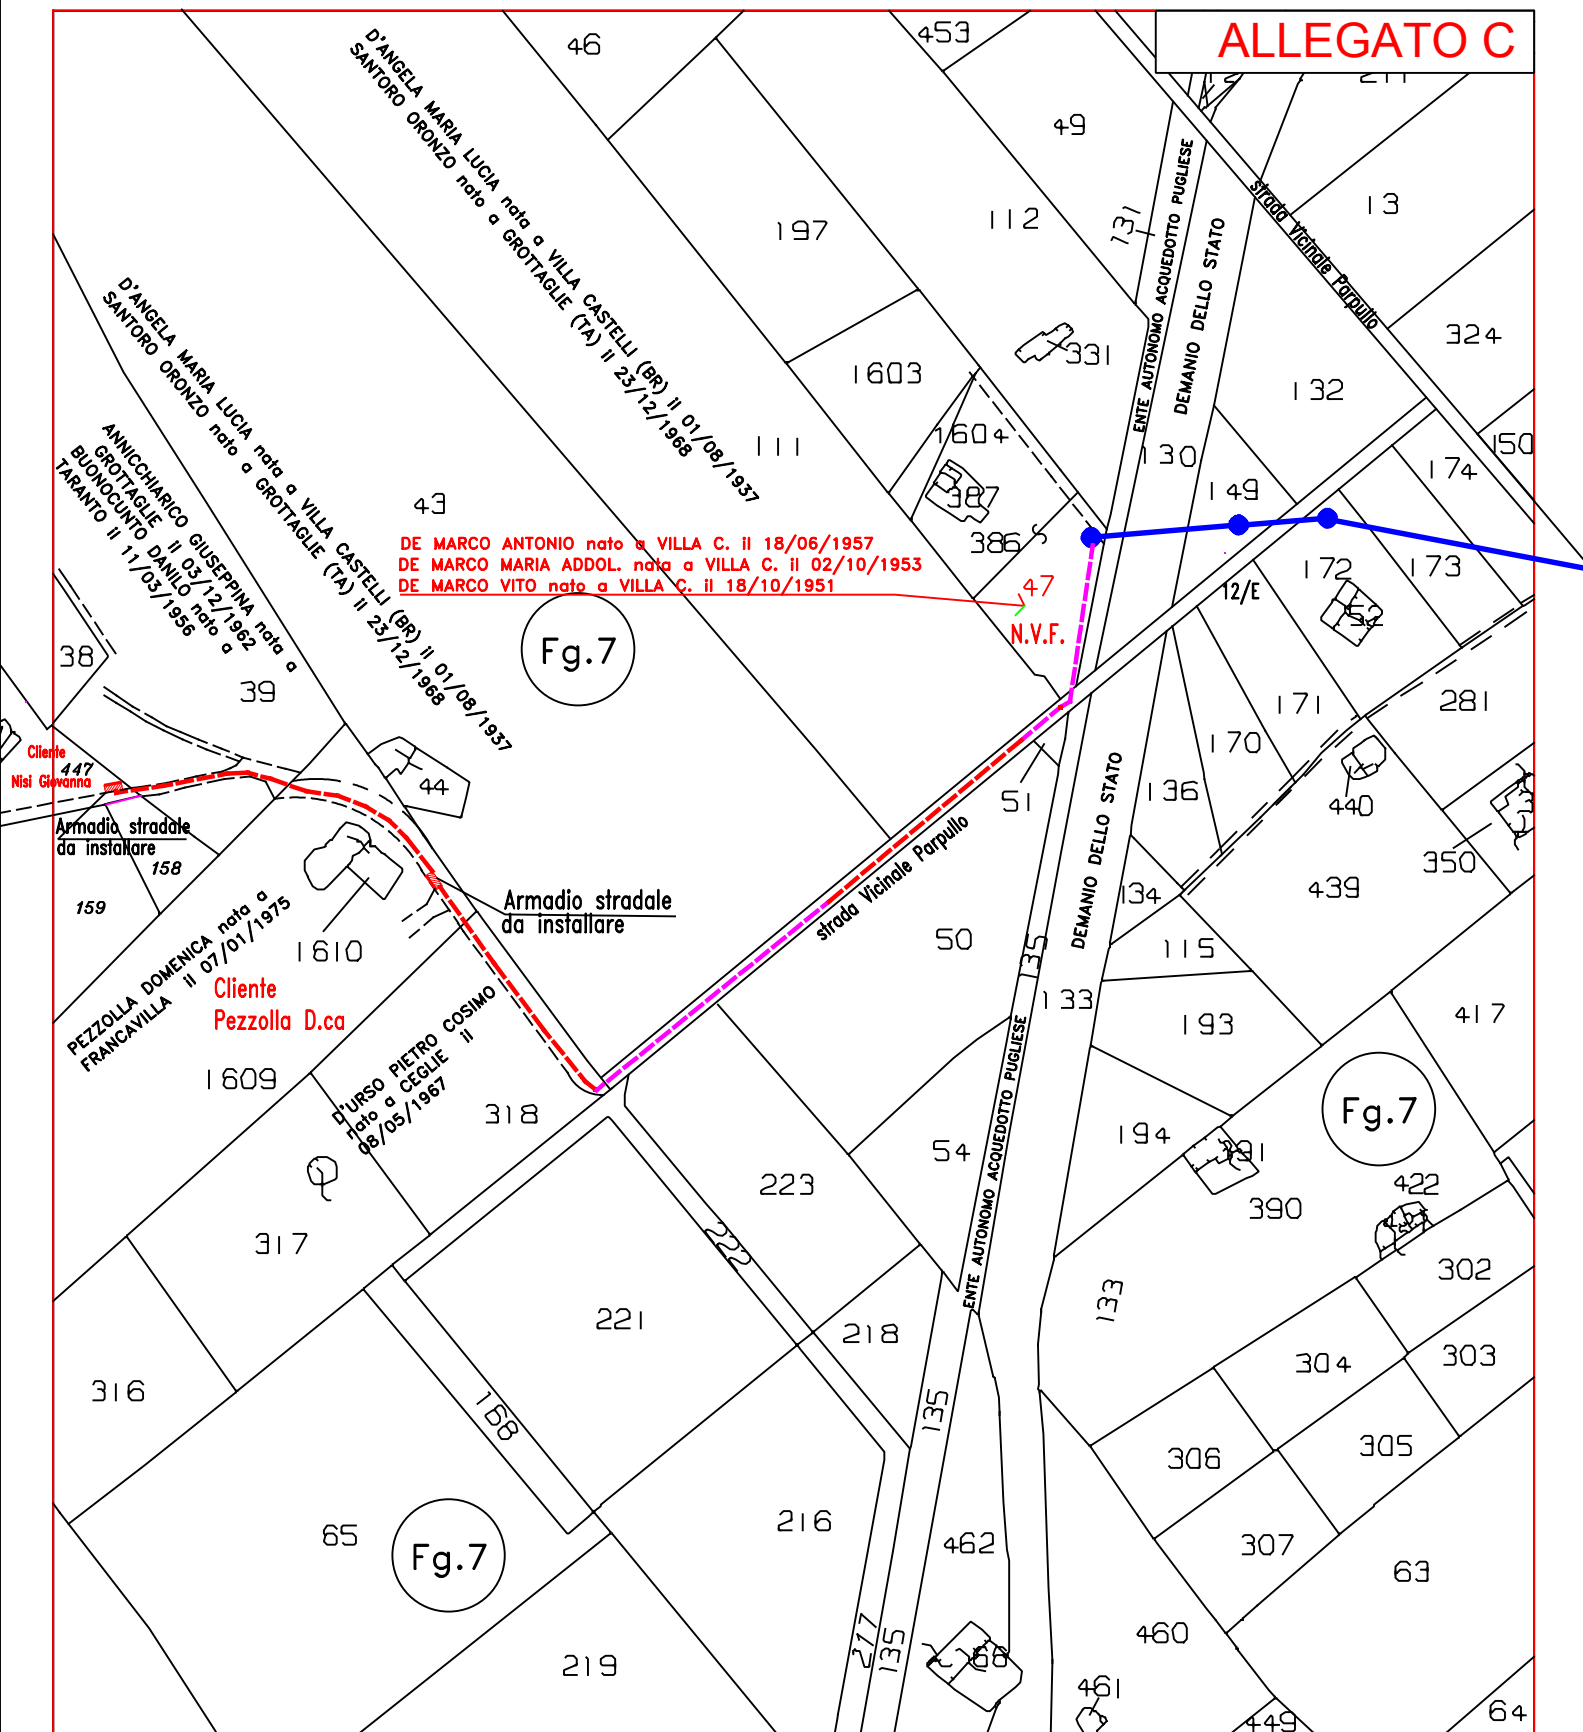 ALLEGATO C
46
453
49
13
197
112
131
324
331
132
1603
1604
111
130
149
150
174
387
386
47
N.V.F.
172
173
52
12/E
43
D'ANGELA MARIA LUCIA nata a VILLA CASTELLI (BR) il 01/08/1937
SANTORO ORONZO nato a GROTTAGLIE (TA) il 23/12/1968
D'ANGELA MARIA LUCIA nata a VILLA CASTELLI (BR) il 01/08/1937
SANTORO ORONZO nato a GROTTAGLIE (TA) il 23/12/1968
ANNICCHIARICO GIUSEPPINA nata a
GROTTAGLIE il 03/12/1962
BUONOCUNTO DANILO nato a
TARANTO il 11/03/1956
ENTE AUTONOMO ACQUEDOTTO PUGLIESE
DEMANIO DELLO STATO
strada Vicinale Parpullo
DE MARCO ANTONIO nato a VILLA C. il 18/06/1957
DE MARCO MARIA ADDOL. nata a VILLA C. il 02/10/1953
DE MARCO VITO nato a VILLA C. il 18/10/1951
Fg.7
38
39
44
Cliente
Nisi Giovanna
447
Armadio stradale
da installare
158
159
171
281
170
136
51
440
350
439
134
115
Armadio stradale
da installare
strada Vicinale Parpullo
DEMANIO DELLO STATO
50
135
133
193
417
1610
PEZZOLLA DOMENICA nata a
FRANCAVILLA il 07/01/1975
Cliente
Pezzolla D.ca
1609
D'URSO PIETRO COSIMO
nato a CEGLIE il
08/05/1967
318
ENTE AUTONOMO ACQUEDOTTO PUGLIESE
Fg.7
194
391
54
223
390
422
317
222
221
218
133
302
304
303
316
168
135
306
305
65
Fg.7
216
462
307
63
217
135
460
219
68
461
449
64